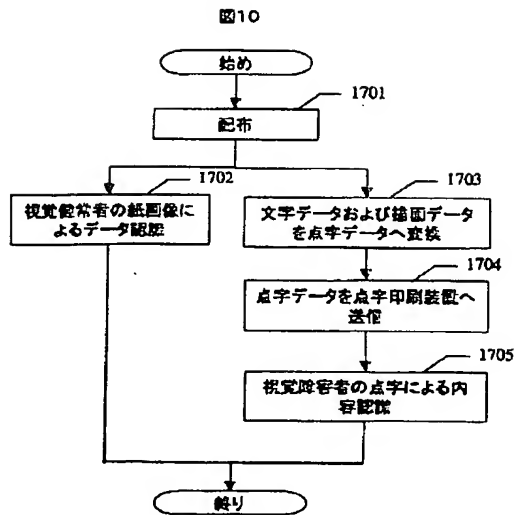 図10
始め
1701
配布
1702
視覚健常者の紙画像に
よるデータ認識
1703
文字データおよび描画データ
を点字データへ変換
1704
点字データを点字印刷装置へ
送信
1705
視覚障害者の点字による内
容認識
終り